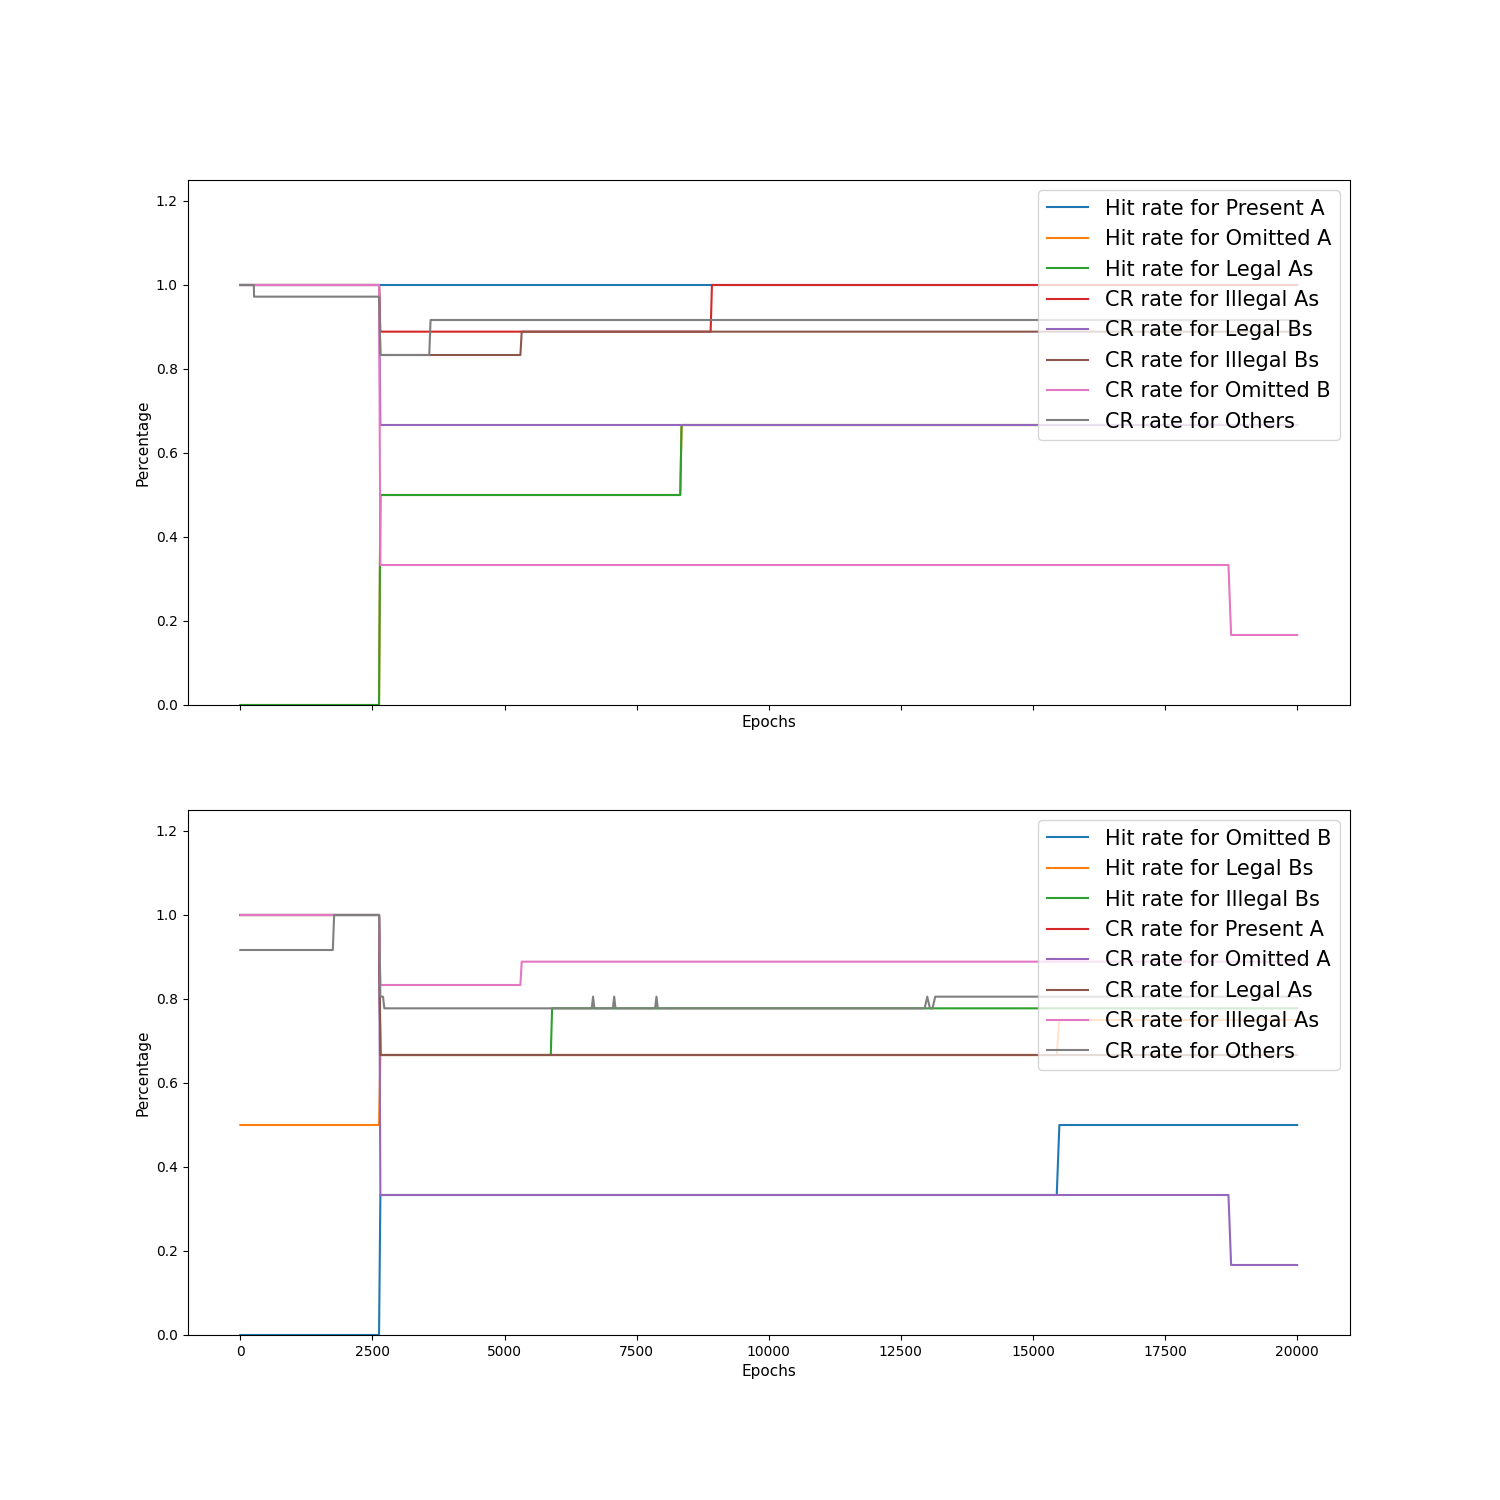 1.2
1.0
0.8
0.6
0.4
0.2
0.0
Percentage
Epochs
Hit rate for Present A
Hit rate for Omitted A
Hit rate for Legal As
CR rate for Illegal As
CR rate for Legal Bs
CR rate for Illegal Bs
CR rate for Omitted B
CR rate for Others
1.2
1.0
0.8
0.6
0.4
0.2
0.0
Percentage
0 2500 5000 7500 10000 12500 15000 17500 20000
Epochs
Hit rate for Omitted B
Hit rate for Legal Bs
Hit rate for Illegal Bs
CR rate for Present A
CR rate for Omitted A
CR rate for Legal As
CR rate for Illegal As
CR rate for Others